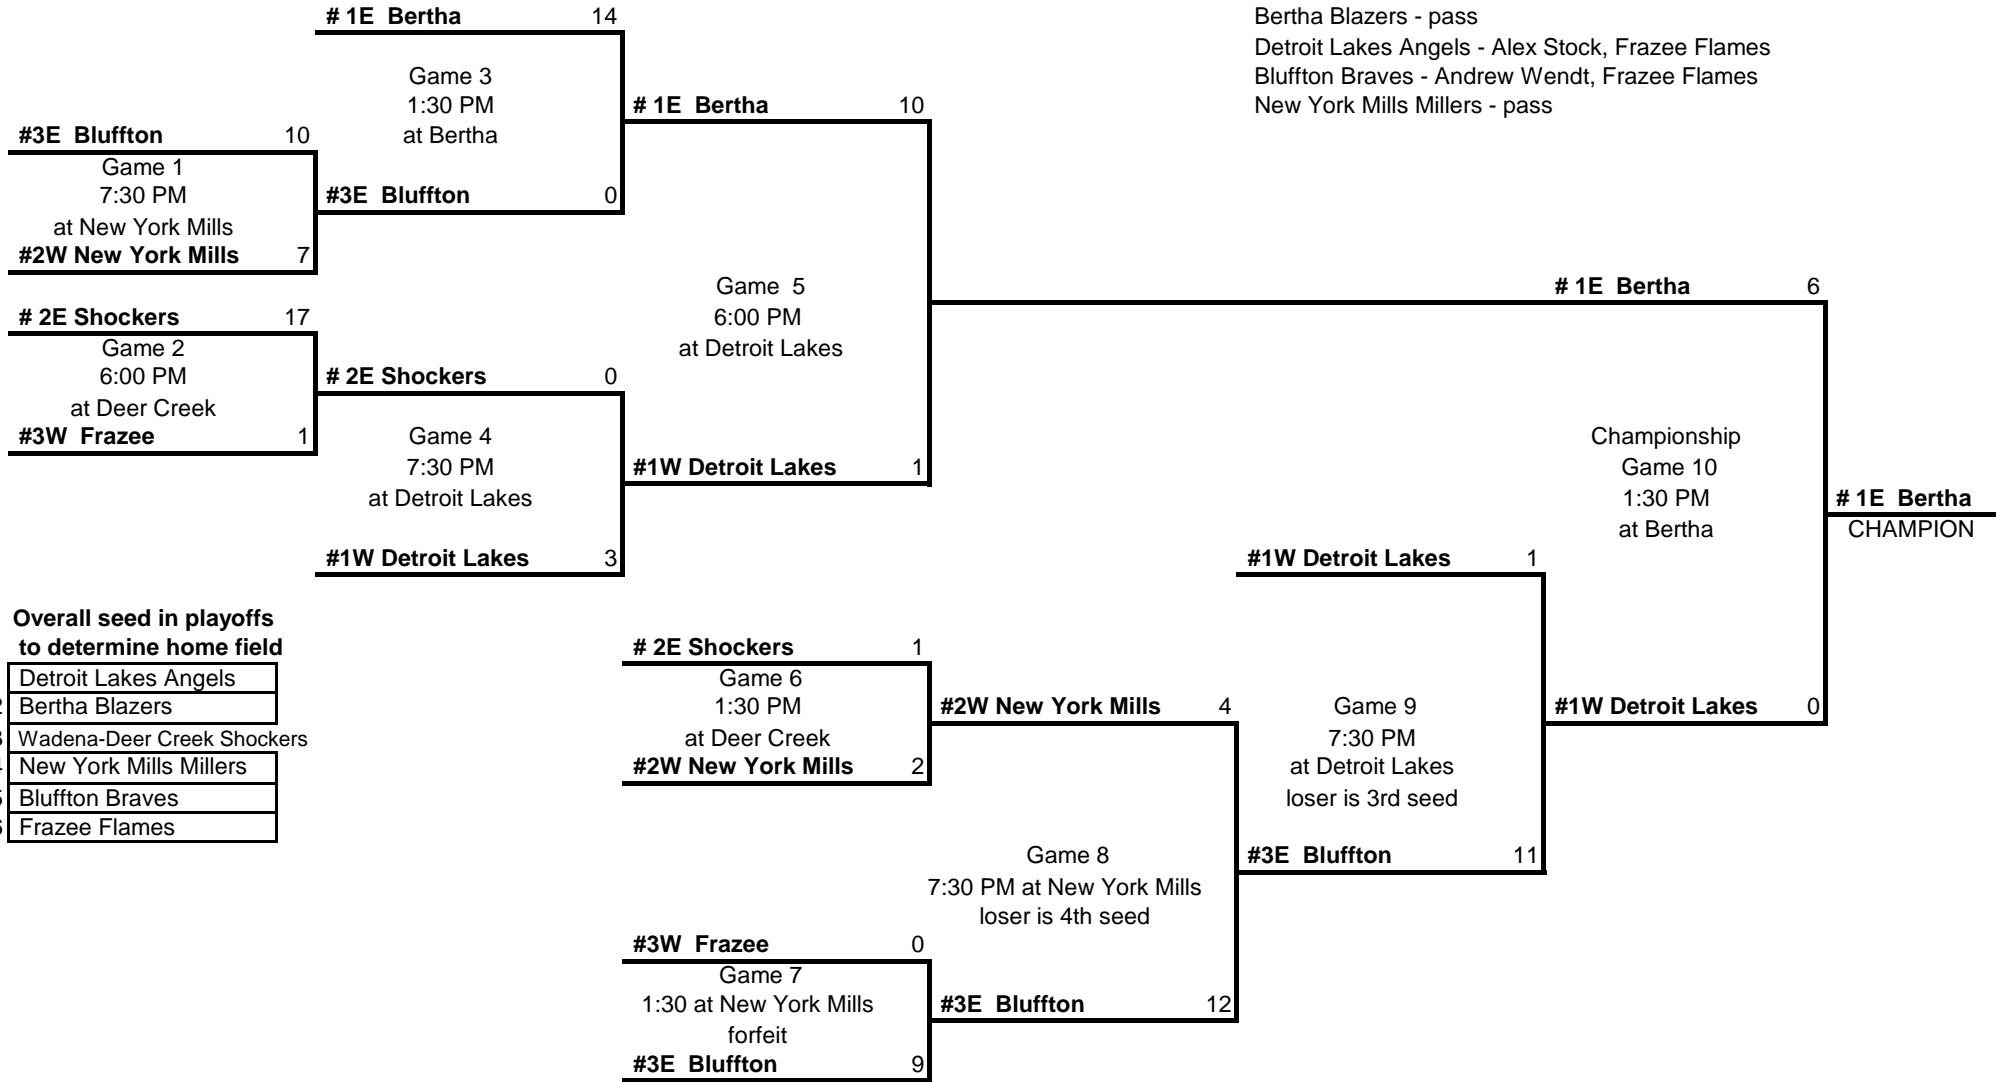 # 1E Bertha 14
Bertha Blazers - pass
Detroit Lakes Angels - Alex Stock, Frazee Flames
Bluffton Braves - Andrew Wendt, Frazee Flames
New York Mills Millers - pass
Game 3
1:30 PM
at Bertha
# 1E Bertha 10
#3E Bluffton 10
Game 1
7:30 PM
at New York Mills
#2W New York Mills 7
#3E Bluffton 0
# 2E Shockers 17
Game 2
6:00 PM
at Deer Creek
#3W Frazee 1
Game 5
6:00 PM
at Detroit Lakes
# 1E Bertha 6
# 2E Shockers 0
Game 4
7:30 PM
at Detroit Lakes
#1W Detroit Lakes 3
#1W Detroit Lakes 1
Championship
Game 10
1:30 PM
at Bertha
# 1E Bertha
CHAMPION
#1W Detroit Lakes 1
Overall seed in playoffs
to determine home field
Detroit Lakes Angels
2 Bertha Blazers
3 Wadena-Deer Creek Shockers
4 New York Mills Millers
5 Bluffton Braves
6 Frazee Flames
# 2E Shockers 1
Game 6
1:30 PM
at Deer Creek
#2W New York Mills 2
#2W New York Mills 4
Game 9
7:30 PM
at Detroit Lakes
loser is 3rd seed
#1W Detroit Lakes 0
#3E Bluffton 11
Game 8
7:30 PM at New York Mills
loser is 4th seed
#3W Frazee 0
Game 7
1:30 at New York Mills
forfeit
#3E Bluffton 9
#3E Bluffton 12